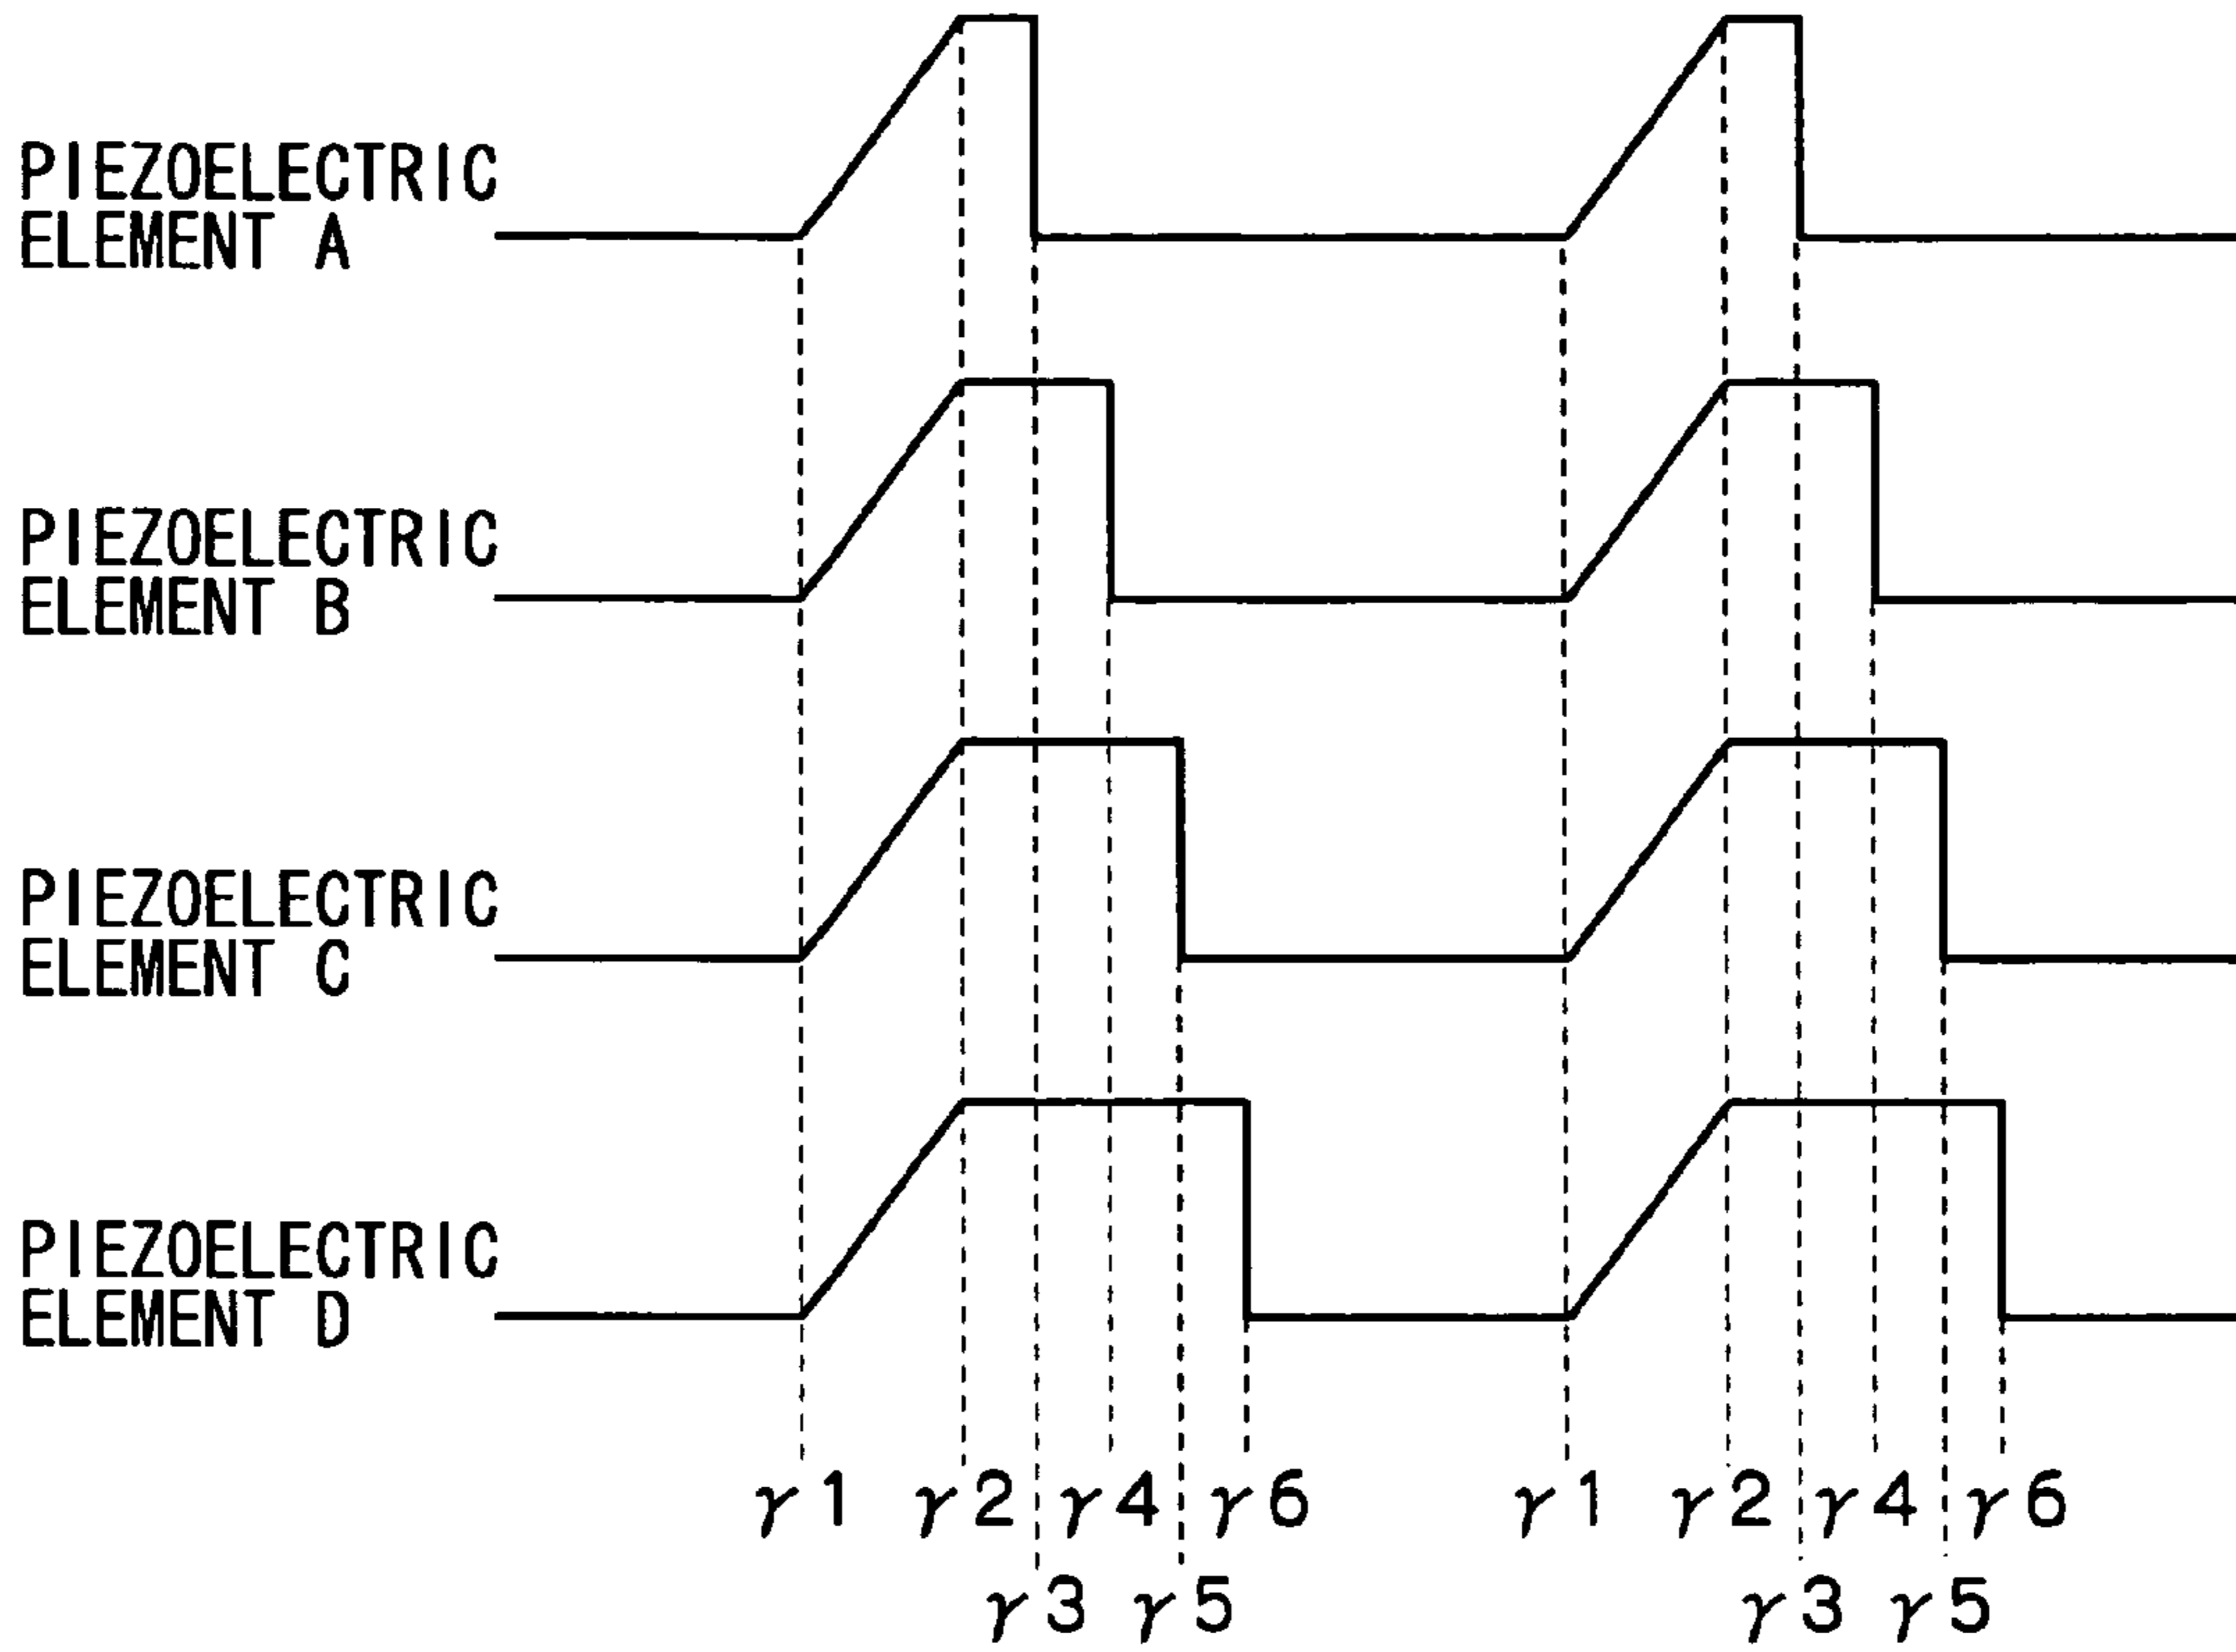 PIEZOELECTRIC
ELEMENT A
PIEZOELECTRIC
ELEMENT B
PIEZOELECTRIC
ELEMENT C
PIEZOELECTRIC
ELEMENT D
γ1 γ2 γ4 γ6 γ1 γ2 γ4 γ6
γ3 γ5 γ3 γ5